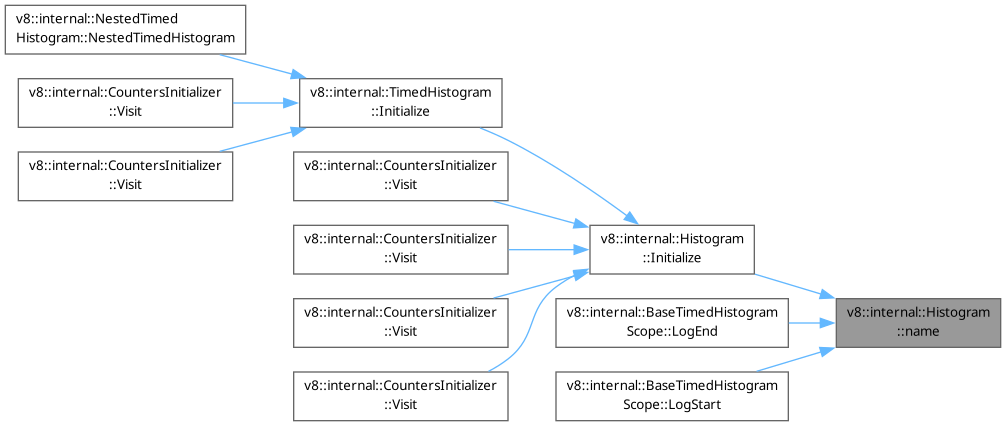 v8::internal::NestedTimed
Histogram::NestedTimedHistogram
v8::internal::CountersInitializer
::Visit
v8::internal::CountersInitializer
::Visit
v8::internal::TimedHistogram
::Initialize
v8::internal::CountersInitializer
::Visit
v8::internal::CountersInitializer
::Visit
v8::internal::CountersInitializer
::Visit
v8::internal::CountersInitializer
::Visit
v8::internal::Histogram
::Initialize
v8::internal::BaseTimedHistogram
Scope::LogEnd
v8::internal::BaseTimedHistogram
Scope::LogStart
v8::internal::Histogram
::name